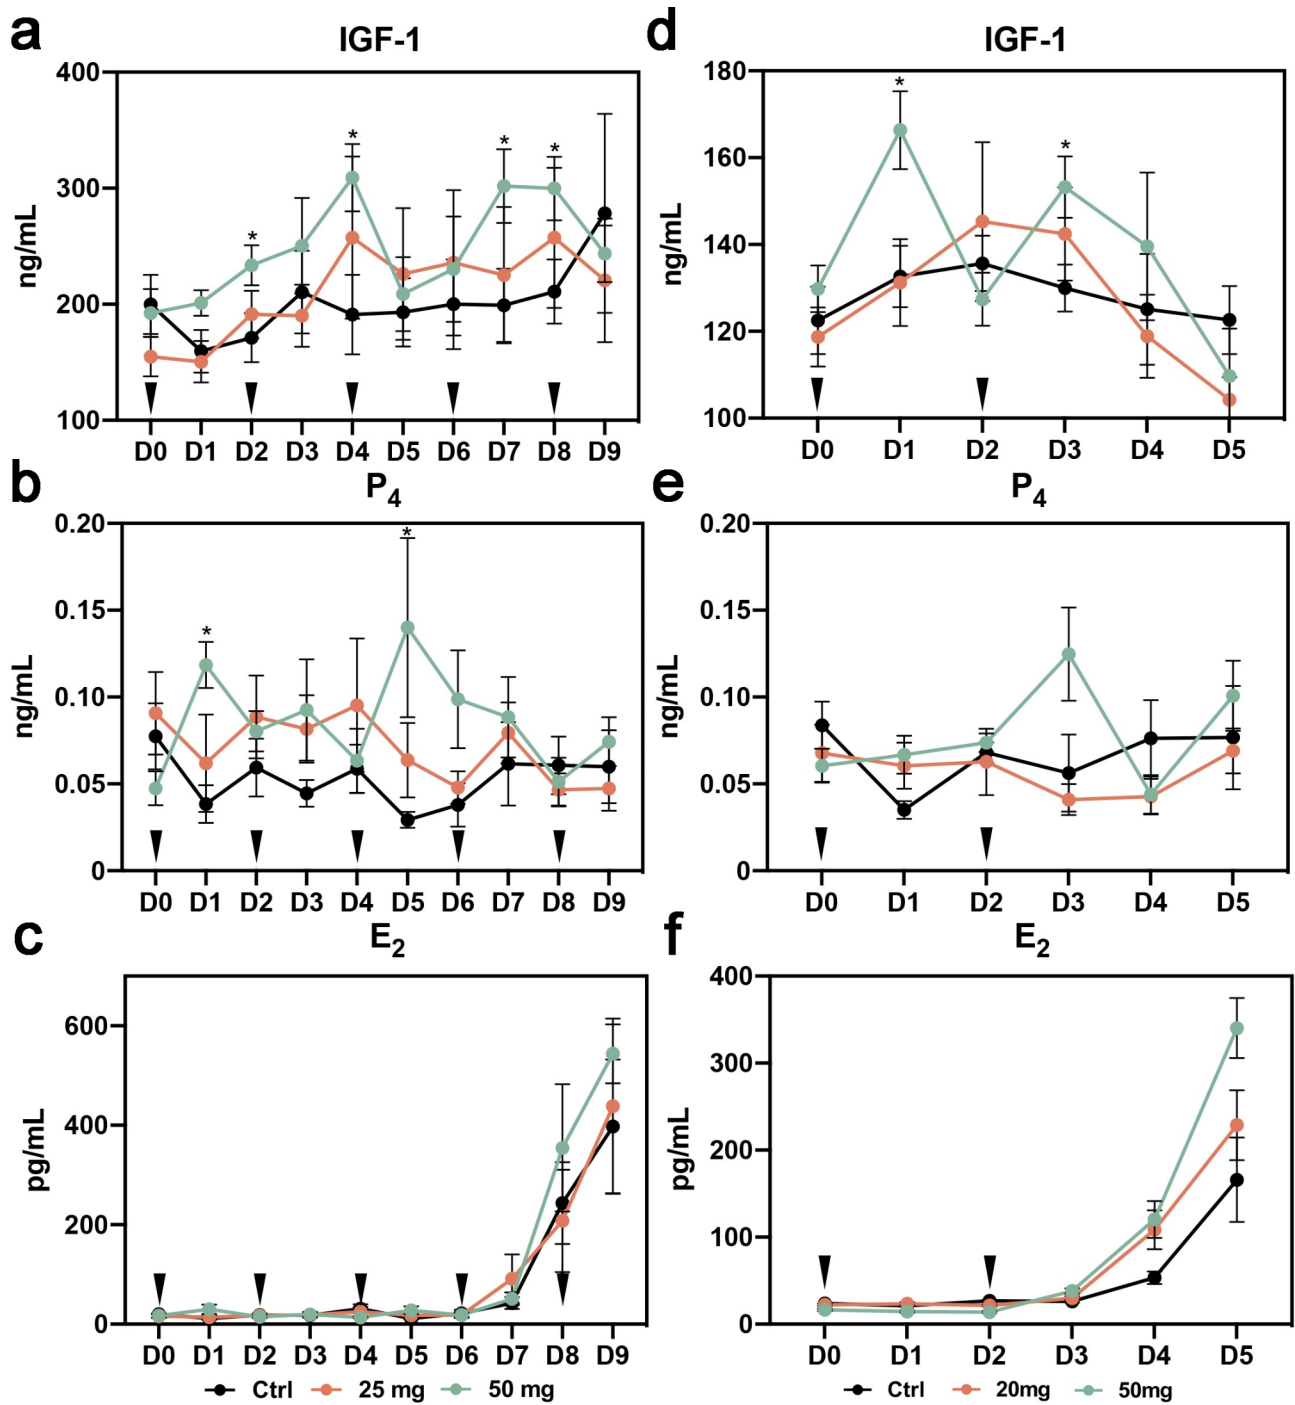 a
IGF-1
400
300
200
100
ng/mL
*
*
*
*
D0 D1 D2 D3 D4 D5 D6 D7 D8 D9
d
IGF-1
180
160
140
120
100
ng/mL
*
*
D0 D1 D2 D3 D4 D5
b
P4
0.20
0.15
0.10
0.05
0
ng/mL
*
*
D0 D1 D2 D3 D4 D5 D6 D7 D8 D9
e
P4
0.20
0.15
0.10
0.05
0
ng/mL
D0 D1 D2 D3 D4 D5
c
E2
600
400
200
0
pg/mL
D0 D1 D2 D3 D4 D5 D6 D7 D8 D9
Ctrl 25 mg 50 mg
f
E2
400
300
200
100
0
pg/mL
D0 D1 D2 D3 D4 D5
Ctrl 20mg 50mg